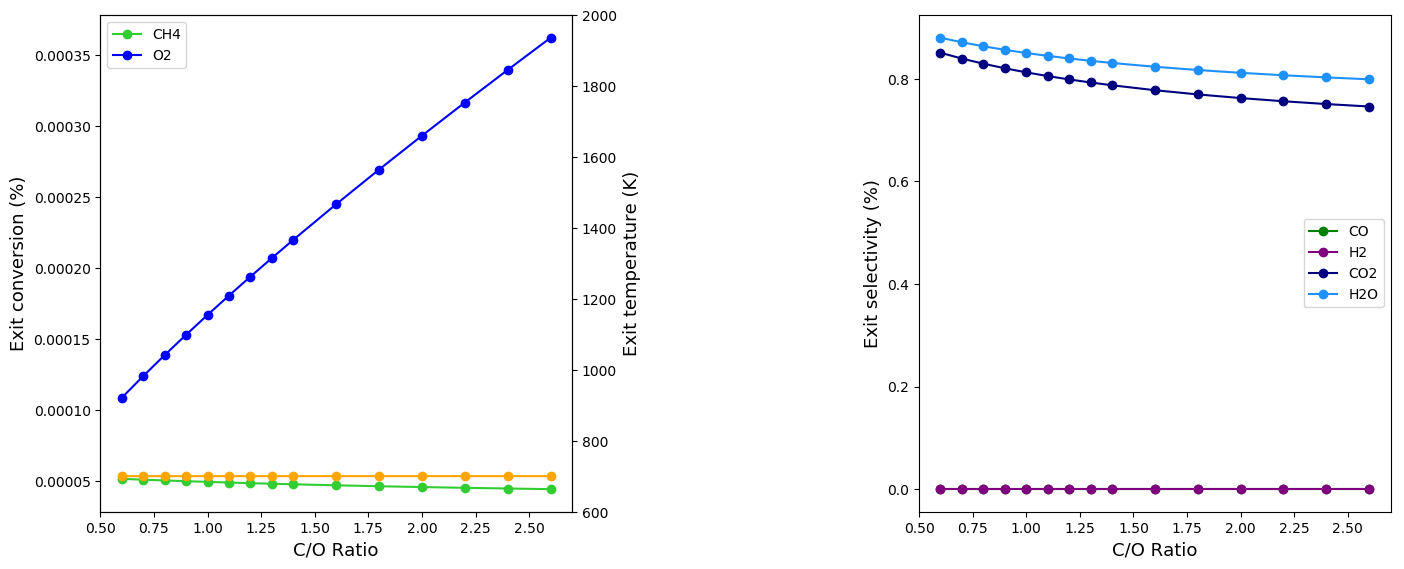 CH4
O2
0.00035
0.00030
0.00025
0.00020
0.00015
0.00010
0.00005
Exit conversion (%)
0.50 0.75 1.00 1.25 1.50 1.75 2.00 2.25 2.50
C/O Ratio
2000
1800
1600
1400
1200
1000
800
600
Exit temperature (K)
0.8
0.6
0.4
0.2
0.0
Exit selectivity (%)
CO
H2
CO2
H2O
0.50 0.75 1.00 1.25 1.50 1.75 2.00 2.25 2.50
C/O Ratio